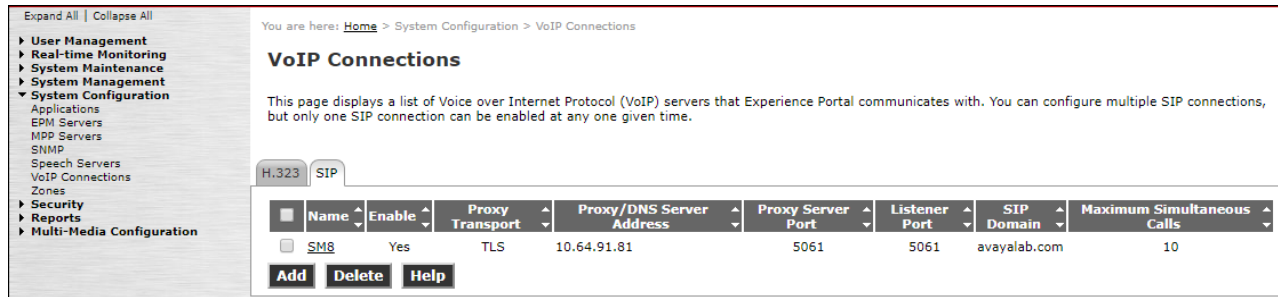 Expand All | Collapse All
User Management
Real-time Monitoring
System Maintenance
System Management
System Configuration
Applications
EPM Servers
MPP Servers
SNMP
Speech Servers
VoIP Connections
Zones
Security
Reports
Multi-Media Configuration
You are here: Home > System Configuration > VoIP Connections
VoIP Connections
This page displays a list of Voice over Internet Protocol (VoIP) servers that Experience Portal communicates with. You can configure multiple SIP connections,
but only one SIP connection can be enabled at any one given time.
H.323 SIP
Name Enable Proxy Transport Proxy/DNS Server Address Proxy Server Port Listener Port SIP Domain Maximum Simultaneous Calls
SM8 Yes TLS 10.64.91.81 5061 5061 avayalab.com 10
Add Delete Help